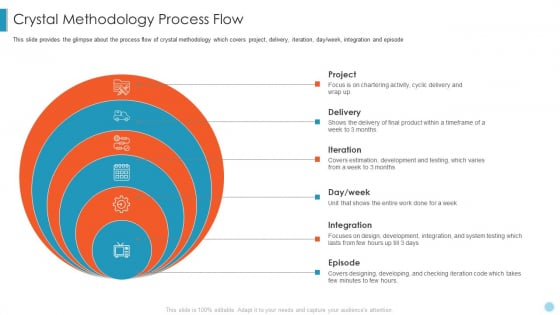 Crystal Methodology Process Flow
This slide provides the glimpse about the process flow of crystal methodology which covers project, delivery, iteration, day/week, integration and episode
Project
Focus is on chartering activity, cyclic delivery and
wrap up
Delivery
Shows the delivery of final product within a timeframe of a
week to 3 months
Iteration
Covers estimation, development and testing, which varies
from a week to 3 months
Day/week
Unit that shows the entire work done for a week
Integration
Focuses on design, development, integration, and system testing which
lasts from few hours up till 3 days
Episode
Covers designing, developing, and checking iteration code which takes
few minutes to few hours.
This slide is 100% editable. Adapt it to your needs and capture your audience's attention.